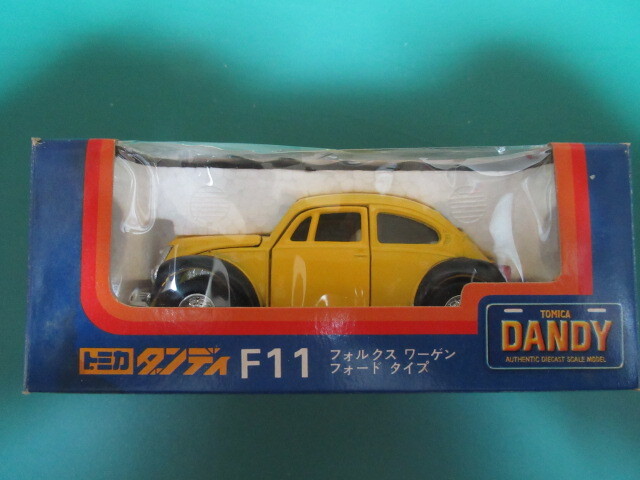 トミカ ダンディ F11 フォルクス ワーゲン
フォード タイプ
TOMICA
DANDY
AUTHENTIC DIECAST SCALE MODEL